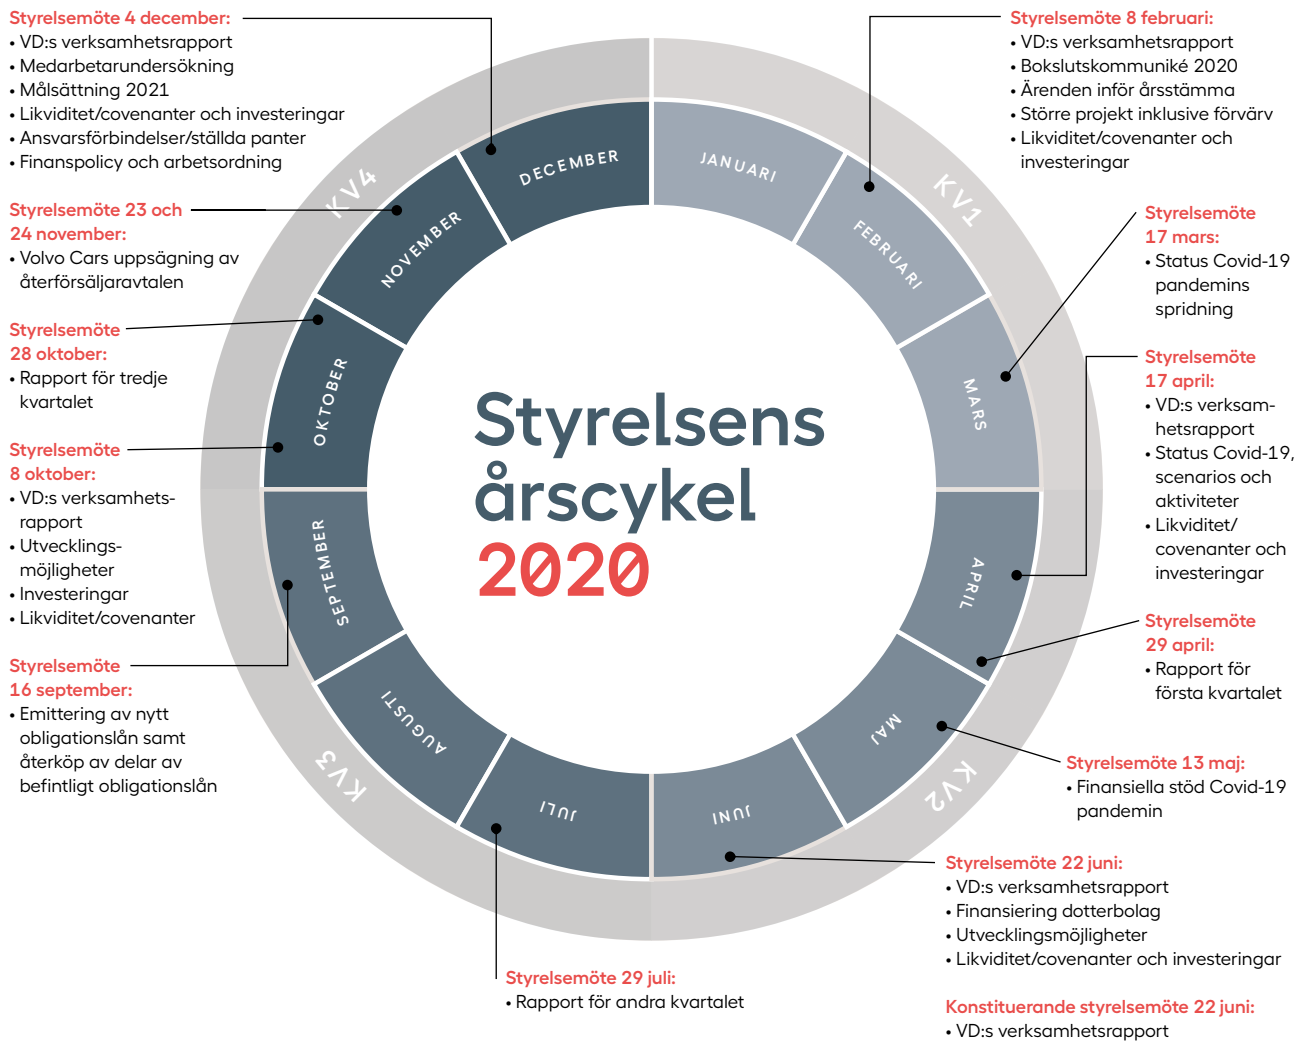 Styrelsemöte 4 december:
• VD:s verksamhetsrapport
• Medarbetarundersökning
• Målsättning 2021
• Likviditet/covenanter och investeringar
• Ansvarsförbindelser/ställda panter
• Finanspolicy och arbetsordning
Styrelsemöte 23 och
24 november:
• Volvo Cars uppsägning av
återförsäljaravtalen
Styrelsemöte
28 oktober:
• Rapport för tredje
kvartalet
Styrelsemöte
8 oktober:
• VD:s verksamhets-
rapport
• Utvecklings-
möjligheter
• Investeringar
• Likviditet/covenanter
Styrelsemöte
16 september:
• Emittering av nytt
obligationslån samt
återköp av delar av
befintligt obligationslån
Styrelsens
årscykel
2020
KV1
JANUARI
FEBRUARI
MARS
KV2
APRIL
MAJ
JUNI
KV3
JULI
AUGUSTI
SEPTEMBER
KV4
OKTOBER
NOVEMBER
DECEMBER
Styrelsemöte 8 februari:
• VD:s verksamhetsrapport
• Bokslutskommuniké 2020
• Ärenden inför årsstämma
• Större projekt inklusive förvärv
• Likviditet/covenanter och
investeringar
Styrelsemöte
17 mars:
• Status Covid-19
pandemins
spridning
Styrelsemöte
17 april:
• VD:s verksam-
hetsrapport
• Status Covid-19,
scenarios och
aktiviteter
• Likviditet/
covenanter och
investeringar
Styrelsemöte
29 april:
• Rapport för
första kvartalet
Styrelsemöte 13 maj:
• Finansiella stöd Covid-19
pandemin
Styrelsemöte 22 juni:
• VD:s verksamhetsrapport
• Finansiering dotterbolag
• Utvecklingsmöjligheter
• Likviditet/covenanter och investeringar
Konstituerande styrelsemöte 22 juni:
• VD:s verksamhetsrapport
Styrelsemöte 29 juli:
• Rapport för andra kvartalet